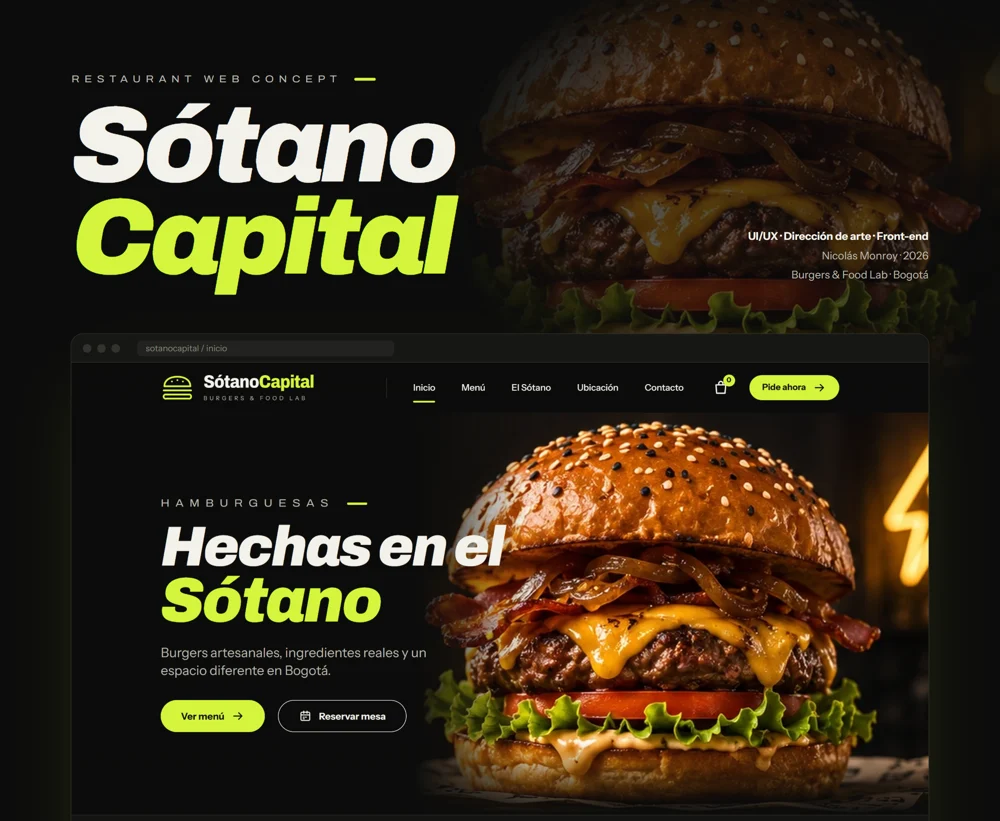 RESTAURANT WEB CONCEPT
Sótano
Capital
UI/UX · Dirección de arte · Front-end
Nicolás Monroy · 2026
Burgers & Food Lab · Bogotá
sotanocapital / inicio
SótanoCapital
BURGERS & FOOD LAB
Inicio
Menú
El Sótano
Ubicación
Contacto
0
Pide ahora
HAMBURGUESAS
Hechas en el
Sótano
Burgers artesanales, ingredientes reales y un
espacio diferente en Bogotá.
Ver menú
Reservar mesa